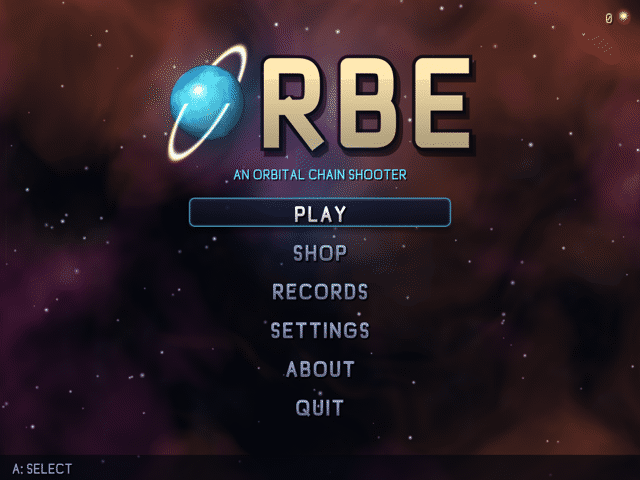 0
ORBE
AN ORBITAL CHAIN SHOOTER
PLAY
SHOP
RECORDS
SETTINGS
ABOUT
QUIT
A: SELECT